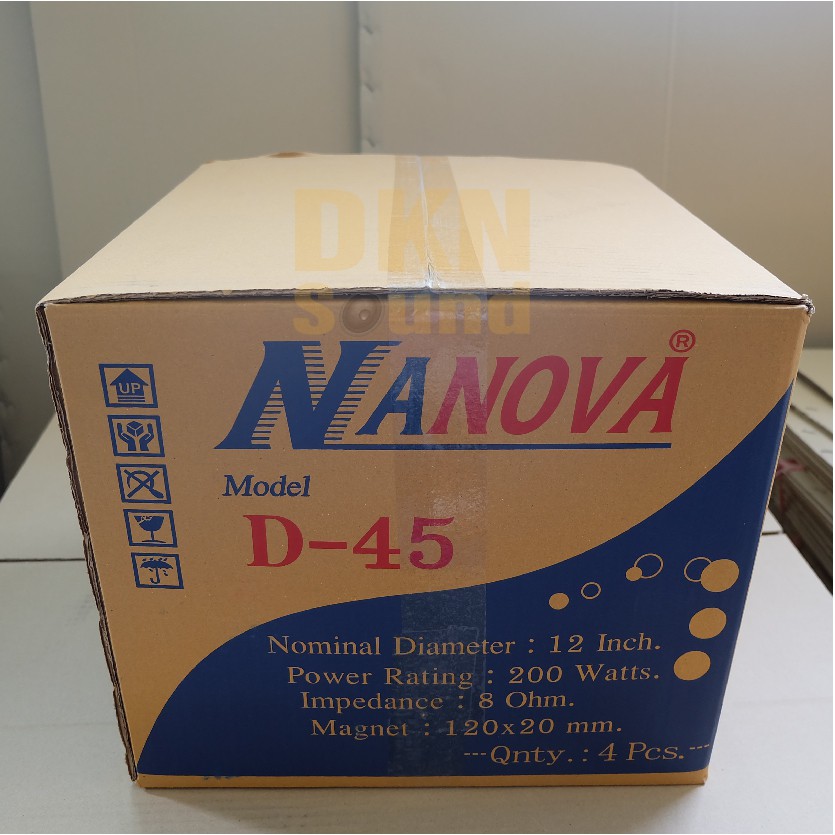 DKN
Sound
NANOVA®
UP
Model
D-45
Nominal Diameter : 12 Inch.
Power Rating : 200 Watts.
Impedance : 8 Ohm.
Magnet : 120x20 mm.
---Qnty. : 4 Pcs.---